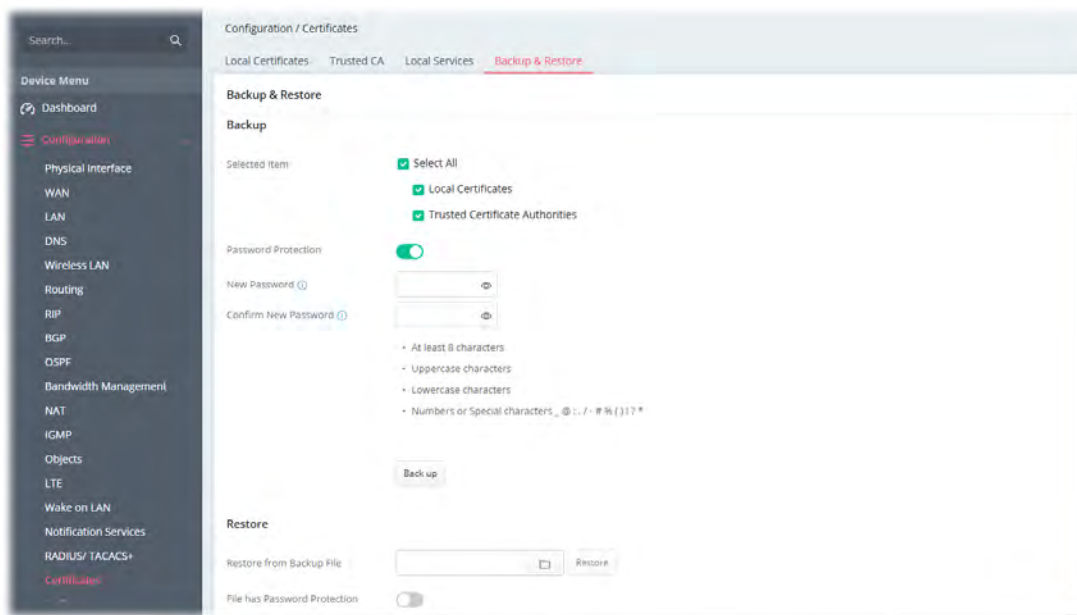 Search...
Device Menu
Dashboard
Configuration
Physical Interface
WAN
LAN
DNS
Wireless LAN
Routing
RIP
BGP
OSPF
Bandwidth Management
NAT
IGMP
Objects
LTE
Wake on LAN
Notification Services
RADIUS/ TACACS+
Certificates
Configuration / Certificates
Local Certificates Trusted CA Local Services Backup & Restore
Backup & Restore
Backup
Selected Item
Select All
Local Certificates
Trusted Certificate Authorities
Password Protection
New Password
Confirm New Password
• At least 8 characters
• Uppercase characters
• Lowercase characters
• Numbers or Special characters _ @ : . / - # % ( ) ! ? *
Back up
Restore
Restore from Backup File
Restore
File has Password Protection